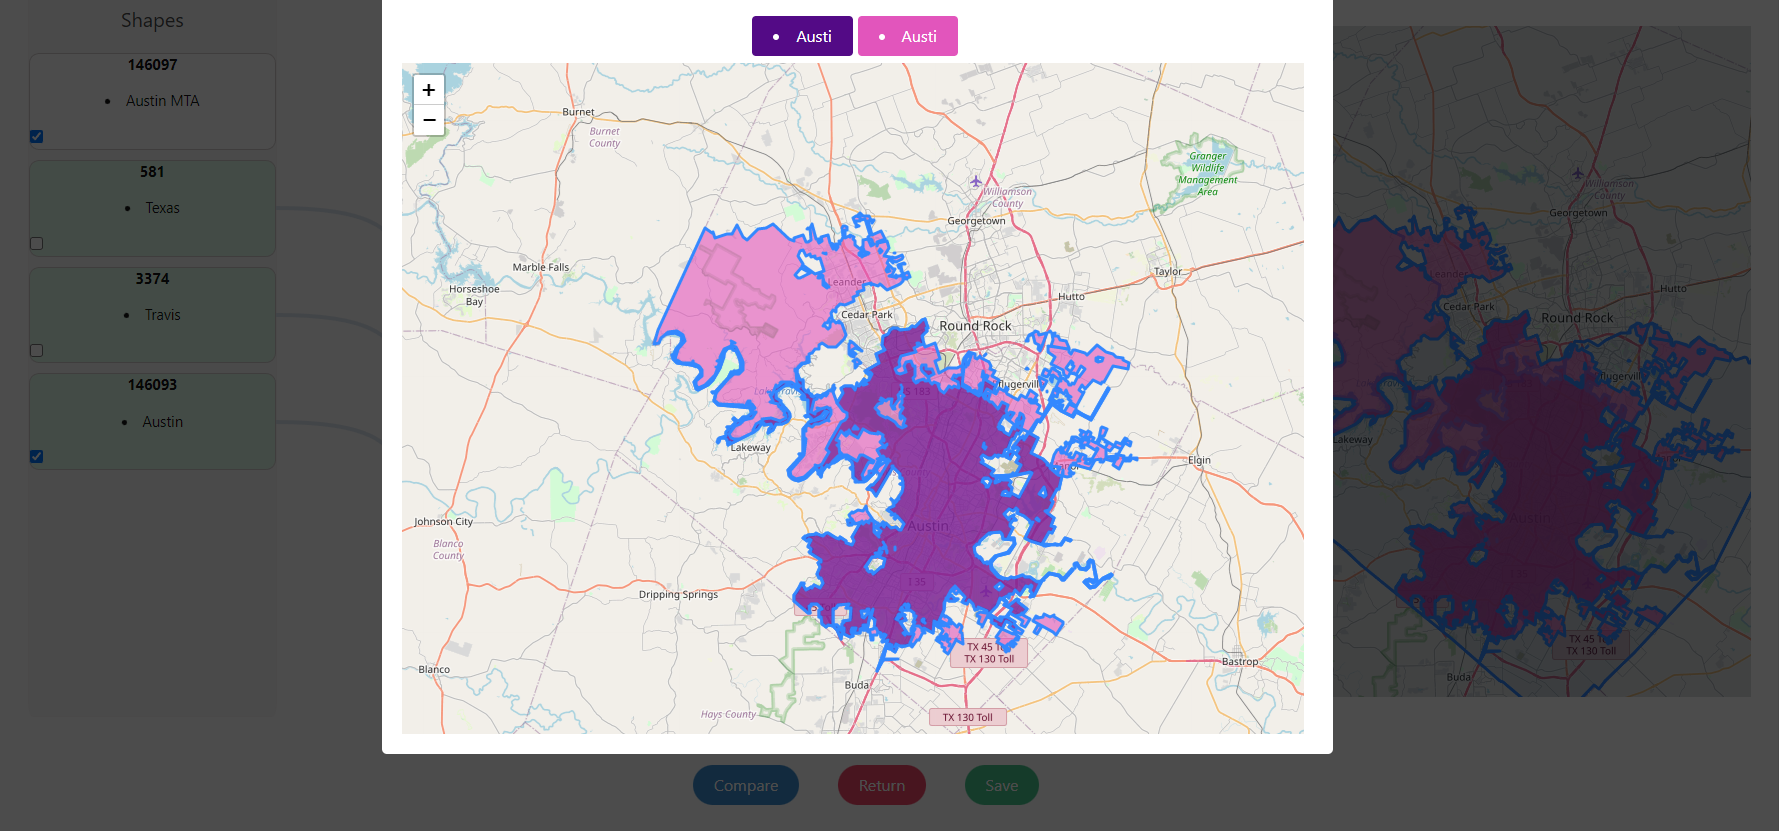 Shapes
146097
• Austin MTA
581
• Texas
3374
• Travis
146093
• Austin
• Austi
• Austi
+
−
Burnet
Burnet
County
Granger
Wildlife
Management
Area
Williamson
County
Georgetown
Marble Falls
Horseshoe
Bay
Taylor
Leander
Hutto
Cedar Park
Round Rock
Pflugerville
183
Lakeway
Elgin
Johnson City
Austin
Blanco
County
I 35
Dripping Springs
TX 45
TX 130 Toll
Blanco
Bastrop
Buda
Hays County
TX 130 Toll
Williamson
County
Georgetown
Leander
Hutto
Cedar Park
Round Rock
flugervill
Lakeway
Austin
TX 45
TX 130 Toll
Buda
Compare
Return
Save